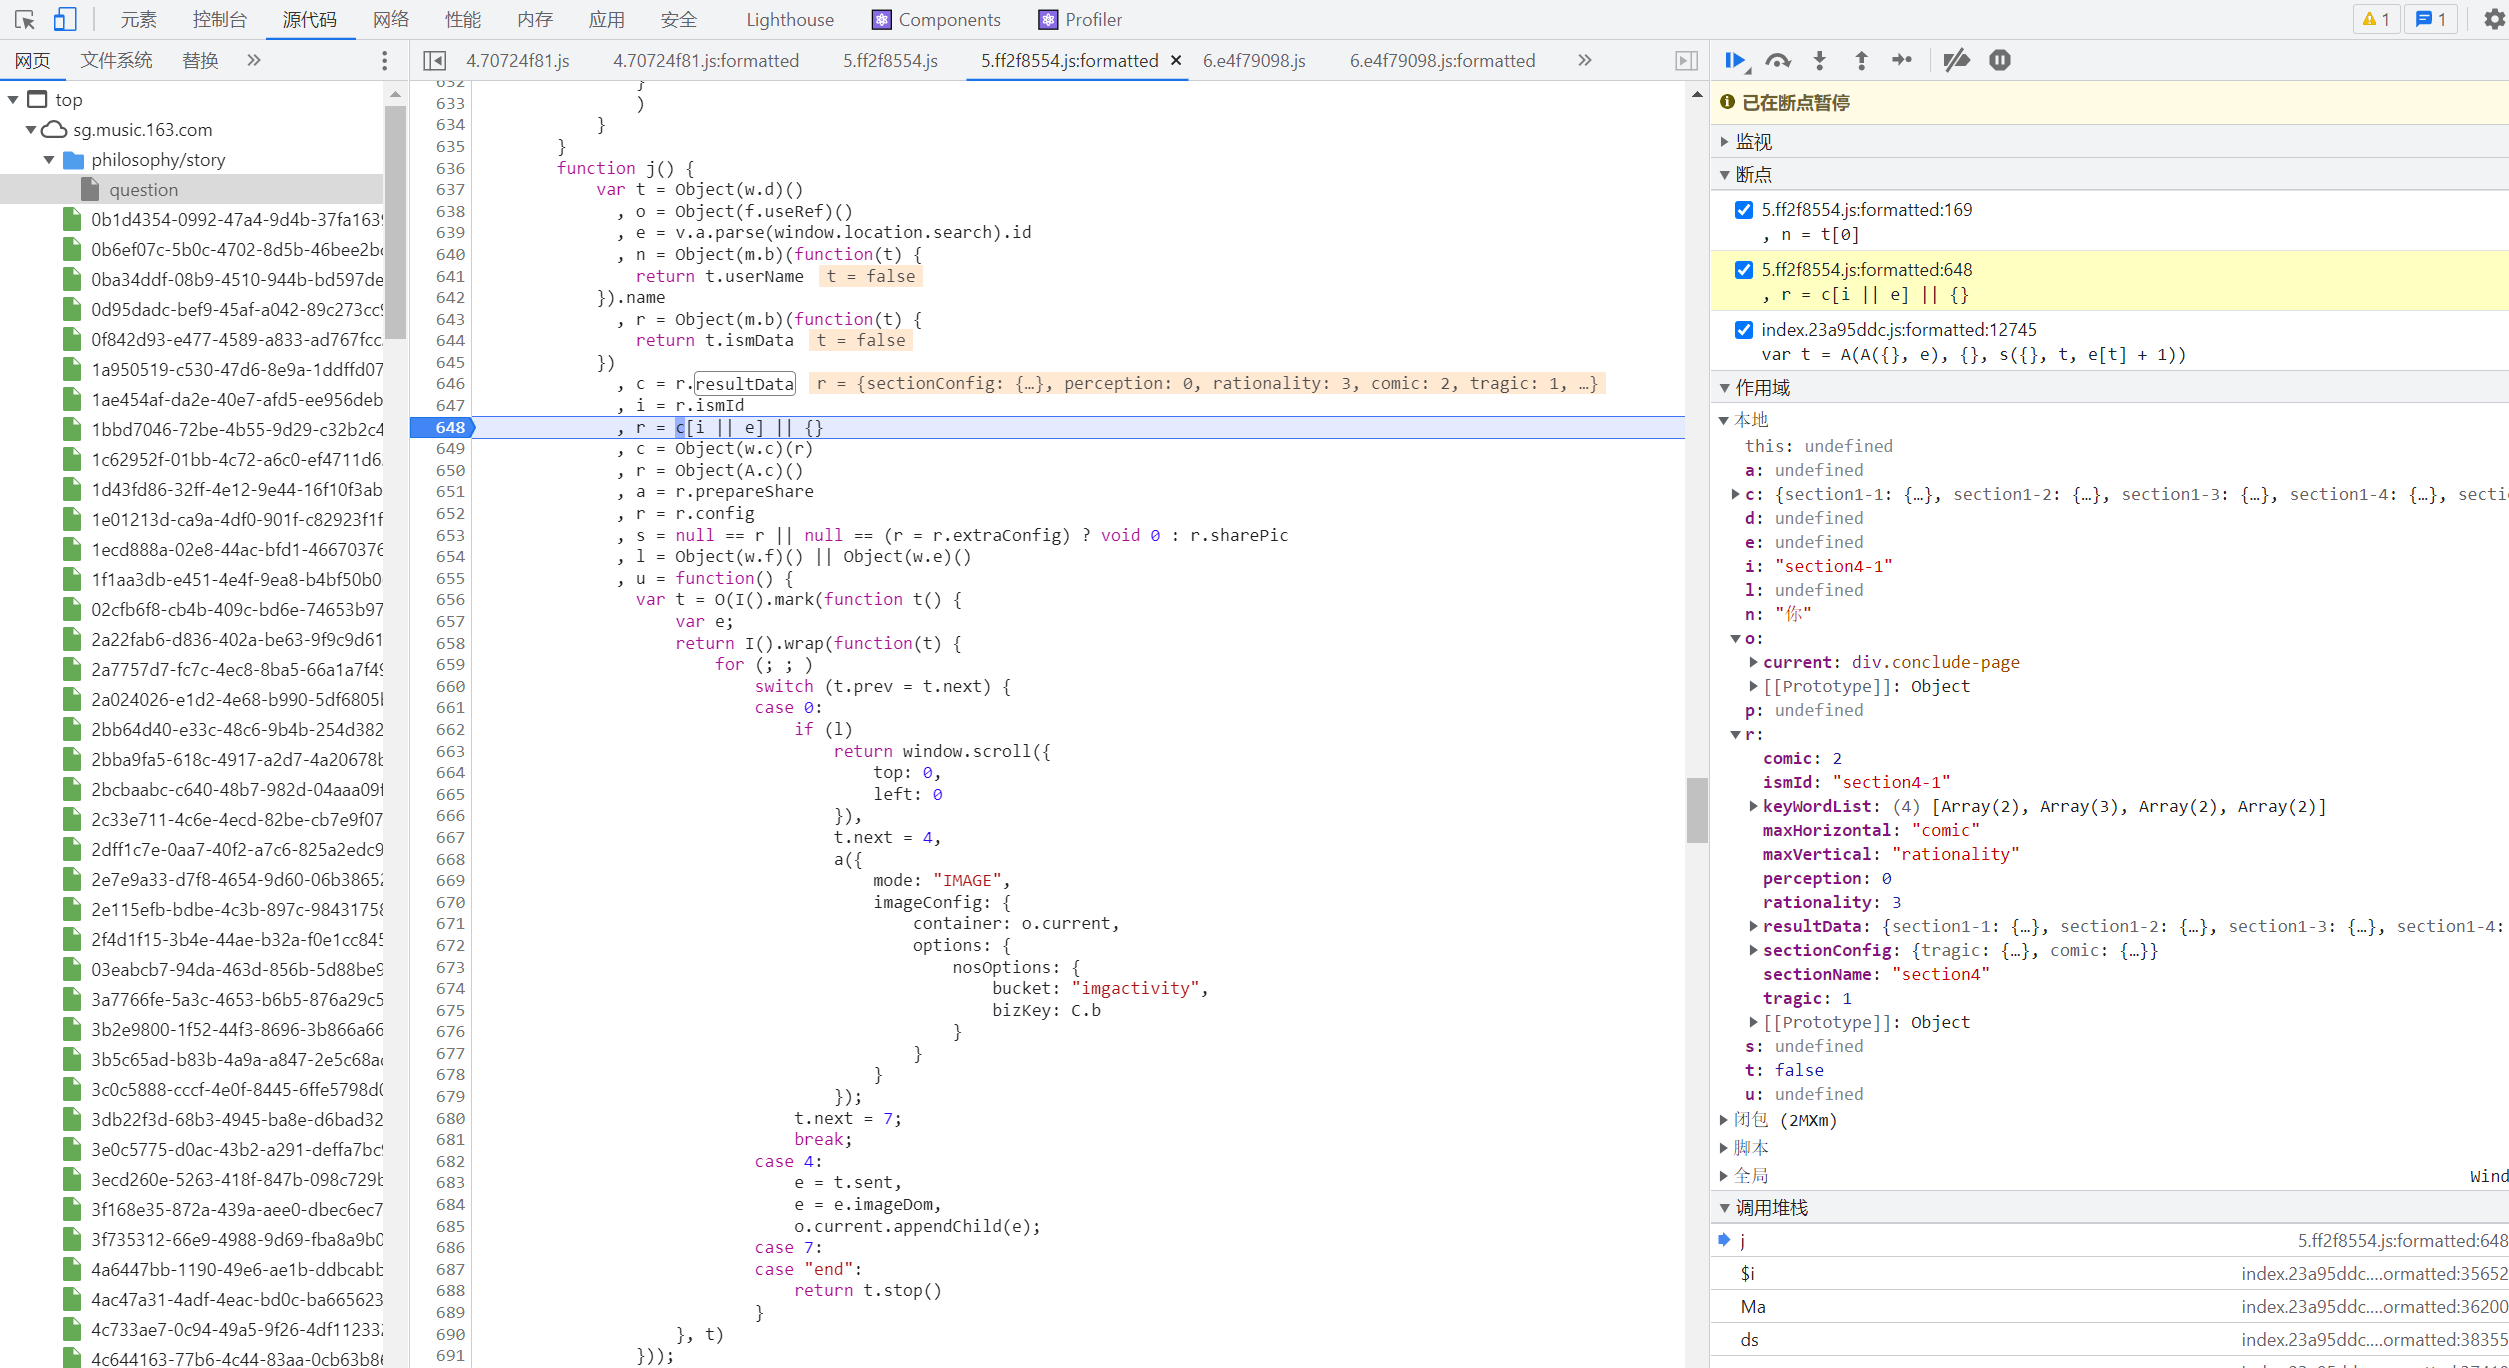 元素 控制台 源代码 网络 性能 内存 应用 安全 Lighthouse Components Profiler 1 1
网页 文件系统 替换 »
4.70724f81.js 4.70724f81.js:formatted 5.ff2f8554.js 5.ff2f8554.js:formatted × 6.e4f79098.js 6.e4f79098.js:formatted »
top
sg.music.163.com
philosophy/story
question
0b1d4354-0992-47a4-9d4b-37fa163
0b6ef07c-5b0c-4702-8d5b-46bee2b
0ba34ddf-08b9-4510-944b-bd597de
0d95dadc-bef9-45af-a042-89c273cc
0f842d93-e477-4589-a833-ad767fcc
1a950519-c530-47d6-8e9a-1ddffd07
1ae454af-da2e-40e7-afd5-ee956deb
1bbd7046-72be-4b55-9d29-c32b2c4
1c62952f-01bb-4c72-a6c0-ef4711d6
1d43fd86-32ff-4e12-9e44-16f10f3ab
1e01213d-ca9a-4df0-901f-c82923f1f
1ecd888a-02e8-44ac-bfd1-46670376
1f1aa3db-e451-4e4f-9ea8-b4bf50b0
02cfb6f8-cb4b-409c-bd6e-74653b97
2a22fab6-d836-402a-be63-9f9c9d61
2a7757d7-fc7c-4ec8-8ba5-66a1a7f4
2a024026-e1d2-4e68-b990-5df6805
2bb64d40-e33c-48c6-9b4b-254d382
2bba9fa5-618c-4917-a2d7-4a20678
2bcbaabc-c640-48b7-982d-04aaa09
2c33e711-4c6e-4ecd-82be-cb7e9f07
2dff1c7e-0aa7-40f2-a7c6-825a2edc9
2e7e9a33-d7f8-4654-9d60-06b3865
2e115efb-bdbe-4c3b-897c-98431758
2f4d1f15-3b4e-44ae-b32a-f0e1cc845
03eabcb7-94da-463d-856b-5d88be9
3a7766fe-5a3c-4653-b6b5-876a29c5
3b2e9800-1f52-44f3-8696-3b866a66
3b5c65ad-b83b-4a9a-a847-2e5c68a
3c0c5888-cccf-4e0f-8445-6ffe5798d
3db22f3d-68b3-4945-ba8e-d6bad32
3e0c5775-d0ac-43b2-a291-deffa7bc
3ecd260e-5263-418f-847b-098c729
3f168e35-872a-439a-aee0-dbec6ec7
3f735312-66e9-4988-9d69-fba8a9b0
4a6447bb-1190-49e6-ae1b-ddbcabb
4ac47a31-4adf-4eac-bd0c-ba665623
4c733ae7-0c94-49a5-9f26-4df11233
4c644163-77b6-4c44-83aa-0cb63b8
632 }
633 )
634 }
635 }
636 function j() {
637 var t = Object(w.d)()
638 , o = Object(f.useRef)()
639 , e = v.a.parse(window.location.search).id
640 , n = Object(m.b)(function(t) {
641 return t.userName t = false
642 }).name
643 , r = Object(m.b)(function(t) {
644 return t.ismData t = false
645 })
646 , c = r.resultData r = {sectionConfig: {…}, perception: 0, rationality: 3, comic: 2, tragic: 1, …}
647 , i = r.ismId
648 , r = c[i || e] || {}
649 , c = Object(w.c)(r)
650 , r = Object(A.c)()
651 , a = r.prepareShare
652 , r = r.config
653 , s = null == r || null == (r = r.extraConfig) ? void 0 : r.sharePic
654 , l = Object(w.f)() || Object(w.e)()
655 , u = function() {
656 var t = O(I().mark(function t() {
657 var e;
658 return I().wrap(function(t) {
659 for (; ; )
660 switch (t.prev = t.next) {
661 case 0:
662 if (l)
663 return window.scroll({
664 top: 0,
665 left: 0
666 }),
667 t.next = 4,
668 a({
669 mode: "IMAGE",
670 imageConfig: {
671 container: o.current,
672 options: {
673 nosOptions: {
674 bucket: "imgactivity",
675 bizKey: C.b
676 }
677 }
678 }
679 });
680 t.next = 7;
681 break;
682 case 4:
683 e = t.sent,
684 e = e.imageDom,
685 o.current.appendChild(e);
686 case 7:
687 case "end":
688 return t.stop()
689 }
690 }, t)
691 }));
已在断点暂停
监视
断点
5.ff2f8554.js:formatted:169
, n = t[0]
5.ff2f8554.js:formatted:648
, r = c[i || e] || {}
index.23a95ddc.js:formatted:12745
var t = A(A({}, e), {}, s({}, t, e[t] + 1))
作用域
本地
this: undefined
a: undefined
c: {section1-1: {…}, section1-2: {…}, section1-3: {…}, section1-4: {…}, secti
d: undefined
e: undefined
i: "section4-1"
l: undefined
n: "你"
o:
current: div.conclude-page
[[Prototype]]: Object
p: undefined
r:
comic: 2
ismId: "section4-1"
keyWordList: (4) [Array(2), Array(3), Array(2), Array(2)]
maxHorizontal: "comic"
maxVertical: "rationality"
perception: 0
rationality: 3
resultData: {section1-1: {…}, section1-2: {…}, section1-3: {…}, section1-4:
sectionConfig: {tragic: {…}, comic: {…}}
sectionName: "section4"
tragic: 1
[[Prototype]]: Object
s: undefined
t: false
u: undefined
闭包 (2MXm)
脚本
全局 Wind
调用堆栈
j 5.ff2f8554.js:formatted:648
$i index.23a95ddc.…ormatted:35652
Ma index.23a95ddc.…ormatted:36200
ds index.23a95ddc.…ormatted:38355